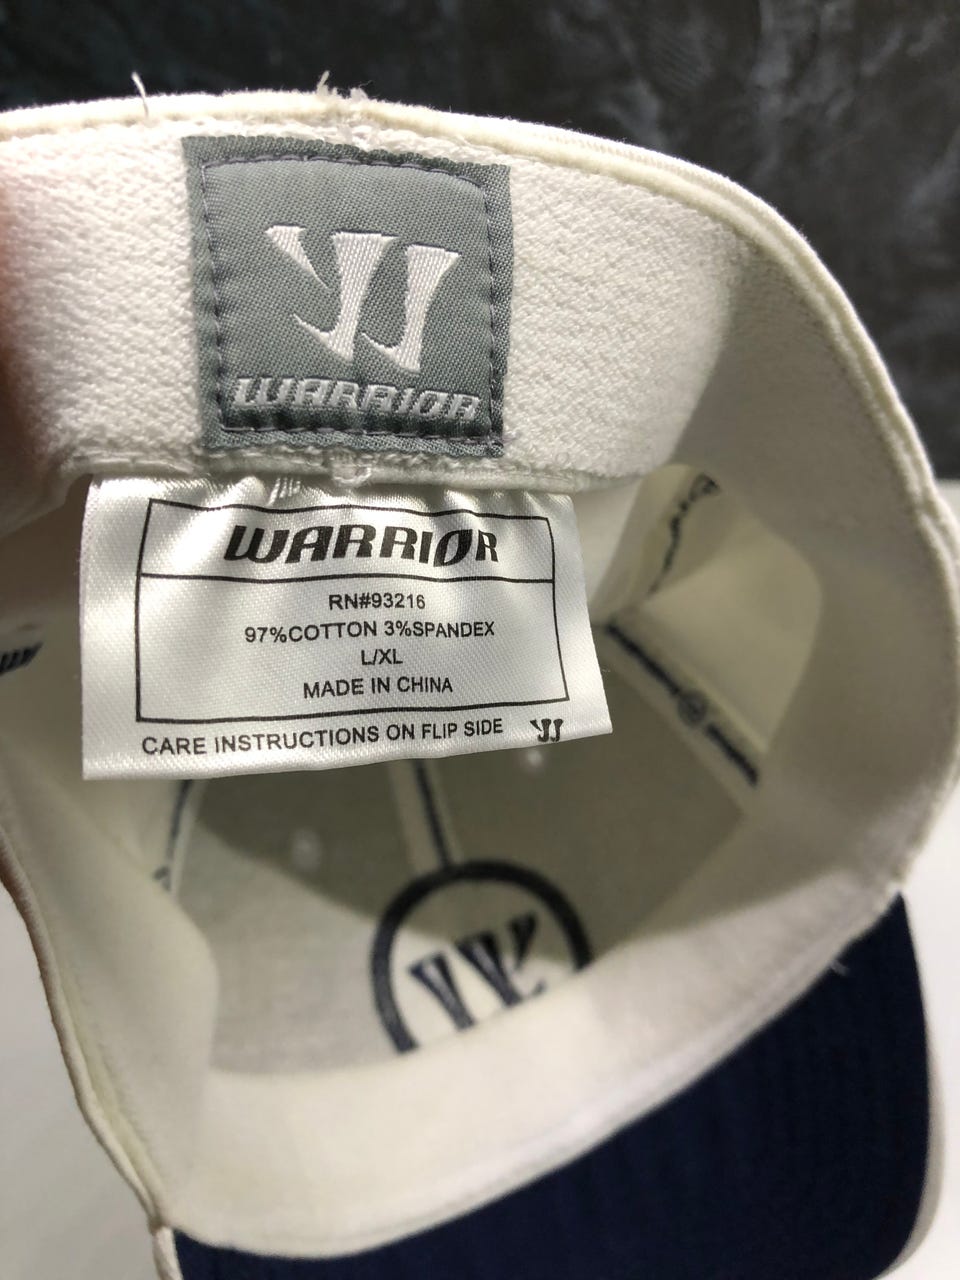 WARRIOR
WARRIOR
RN#93216
97%COTTON 3%SPANDEX
L/XL
MADE IN CHINA
CARE INSTRUCTIONS ON FLIP SIDE